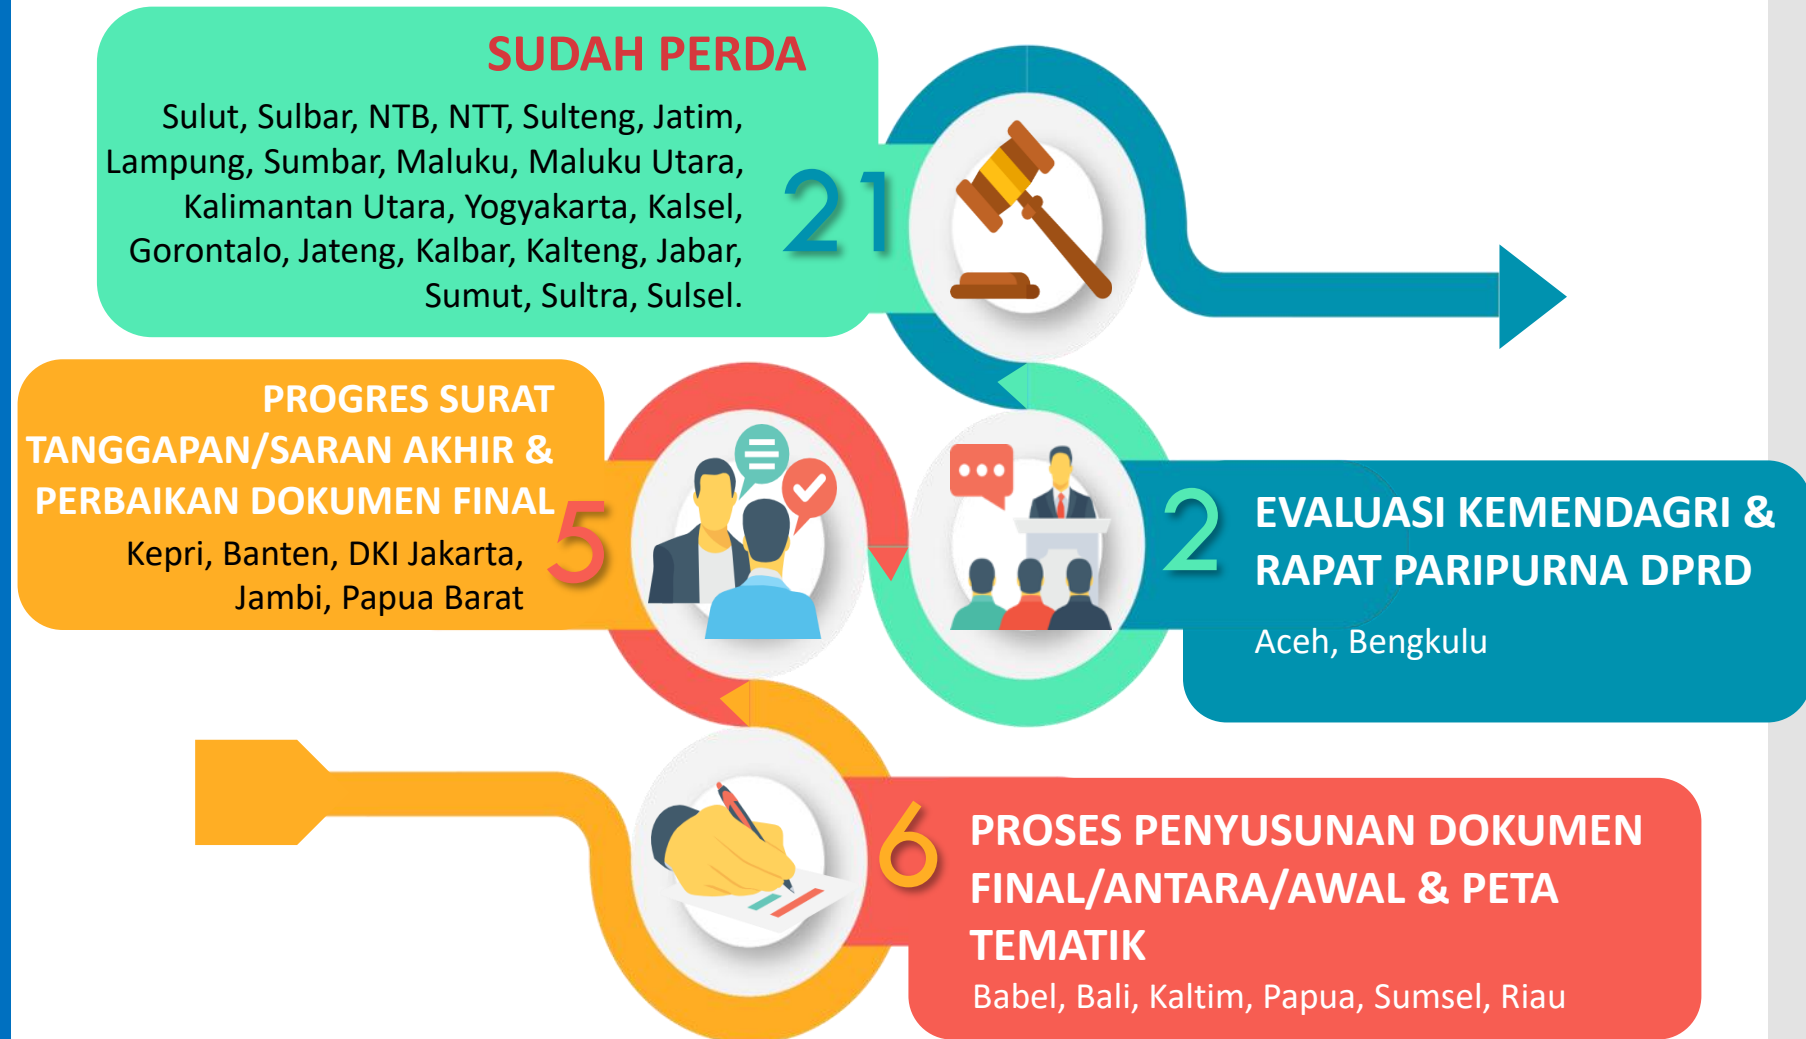 SUDAH PERDA
Sulut, Sulbar, NTB, NTT, Sulteng, Jatim,
Lampung, Sumbar, Maluku, Maluku Utara,
Kalimantan Utara, Yogyakarta, Kalsel,
Gorontalo, Jateng, Kalbar, Kalteng, Jabar,
Sumut, Sultra, Sulsel.
21
PROGRES SURAT
TANGGAPAN/SARAN AKHIR &
PERBAIKAN DOKUMEN FINAL
Kepri, Banten, DKI Jakarta,
Jambi, Papua Barat
5
2
EVALUASI KEMENDAGRI &
RAPAT PARIPURNA DPRD
Aceh, Bengkulu
6
PROSES PENYUSUNAN DOKUMEN
FINAL/ANTARA/AWAL & PETA
TEMATIK
Babel, Bali, Kaltim, Papua, Sumsel, Riau